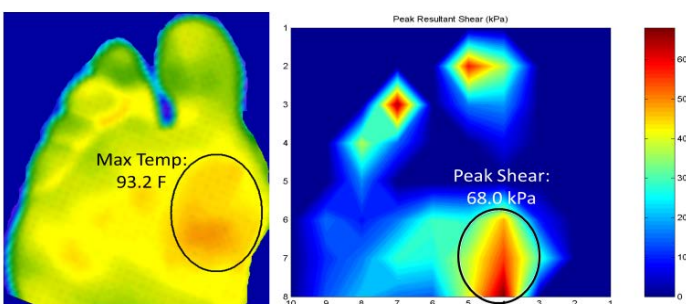 Peak Resultant Shear (kPa)
Max Temp:
93.2 F
Peak Shear:
68.0 kPa
1
2
3
4
5
6
7
8
10 9 8 7 6 5 4 3 2 1
60
50
40
30
20
10
0